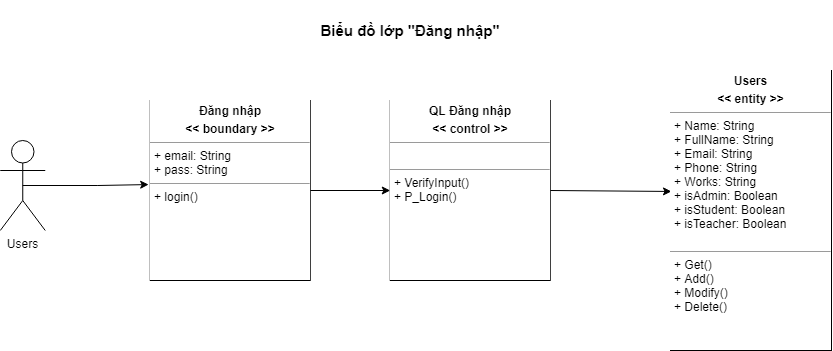 Biểu đồ lớp "Đăng nhập"
Users
Đăng nhập
<< boundary >>
+ email: String
+ pass: String
+ login()
QL Đăng nhập
<< control >>
+ VerifyInput()
+ P_Login()
Users
<< entity >>
+ Name: String
+ FullName: String
+ Email: String
+ Phone: String
+ Works: String
+ isAdmin: Boolean
+ isStudent: Boolean
+ isTeacher: Boolean
+ Get()
+ Add()
+ Modify()
+ Delete()